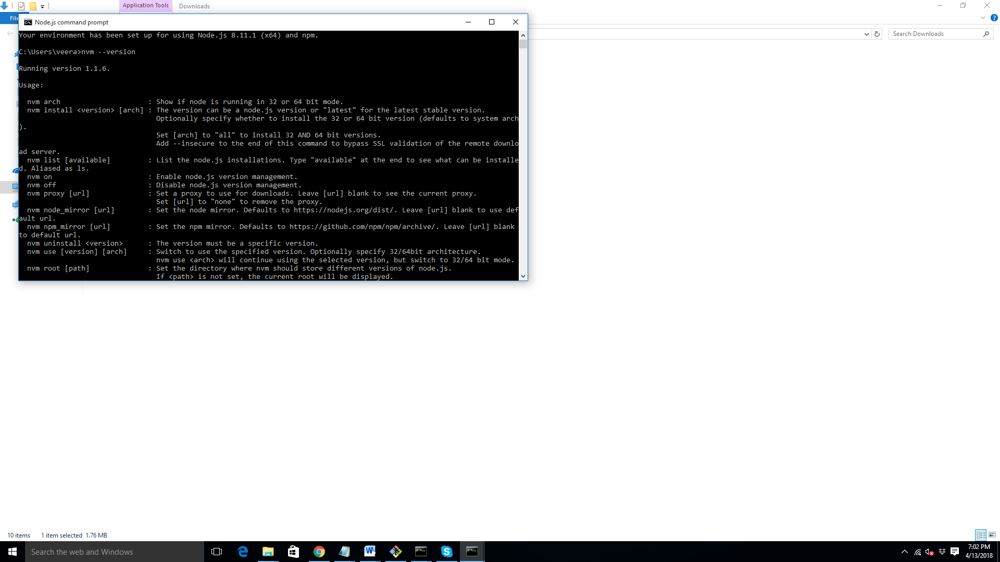 Application Tools
Downloads
File
Node.js command prompt
Search Downloads
Your environment has been set up for using Node.js 8.11.1 (x64) and npm.
C:\Users\veera>nvm --version
Running version 1.1.6.
Usage:
nvm arch : Show if node is running in 32 or 64 bit mode.
nvm install <version> [arch] : The version can be a node.js version or "latest" for the latest stable version.
Optionally specify whether to install the 32 or 64 bit version (defaults to system arch
).
Set [arch] to "all" to install 32 AND 64 bit versions.
Add --insecure to the end of this command to bypass SSL validation of the remote downlo
ad server.
nvm list [available] : List the node.js installations. Type "available" at the end to see what can be installe
d. Aliased as ls.
nvm on : Enable node.js version management.
nvm off : Disable node.js version management.
nvm proxy [url] : Set a proxy to use for downloads. Leave [url] blank to see the current proxy.
Set [url] to "none" to remove the proxy.
nvm node_mirror [url] : Set the node mirror. Defaults to https://nodejs.org/dist/. Leave [url] blank to use def
ault url.
nvm npm_mirror [url] : Set the npm mirror. Defaults to https://github.com/npm/npm/archive/. Leave [url] blank
to default url.
nvm uninstall <version> : The version must be a specific version.
nvm use [version] [arch] : Switch to use the specified version. Optionally specify 32/64bit architecture.
nvm use <arch> will continue using the selected version, but switch to 32/64 bit mode.
nvm root [path] : Set the directory where nvm should store different versions of node.js.
If <path> is not set, the current root will be displayed.
10 items 1 item selected 1.76 MB
Search the web and Windows
7:02 PM
4/13/2018